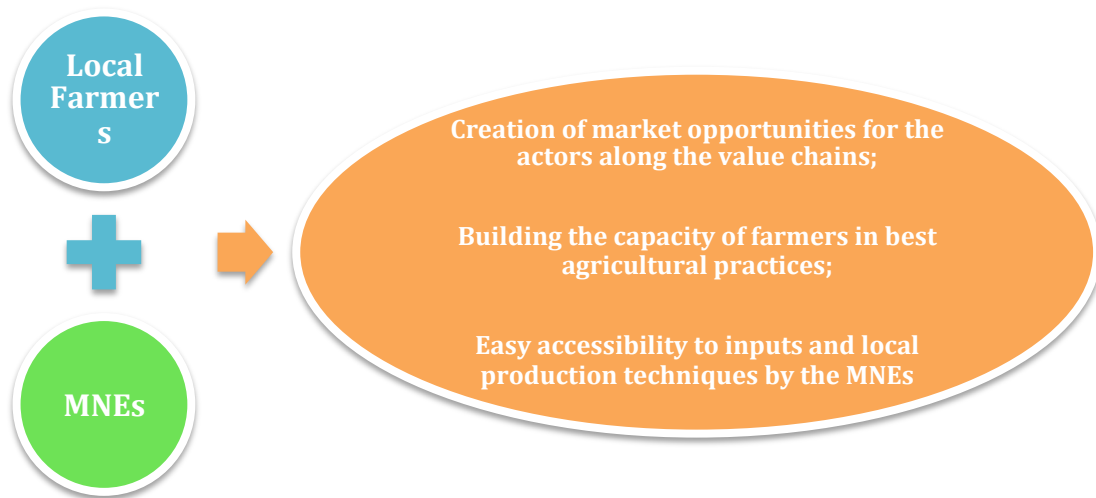 Local
Farmer
s
MNEs
Creation of market opportunities for the
actors along the value chains;
Building the capacity of farmers in best
agricultural practices;
Easy accessibility to inputs and local
production techniques by the MNEs